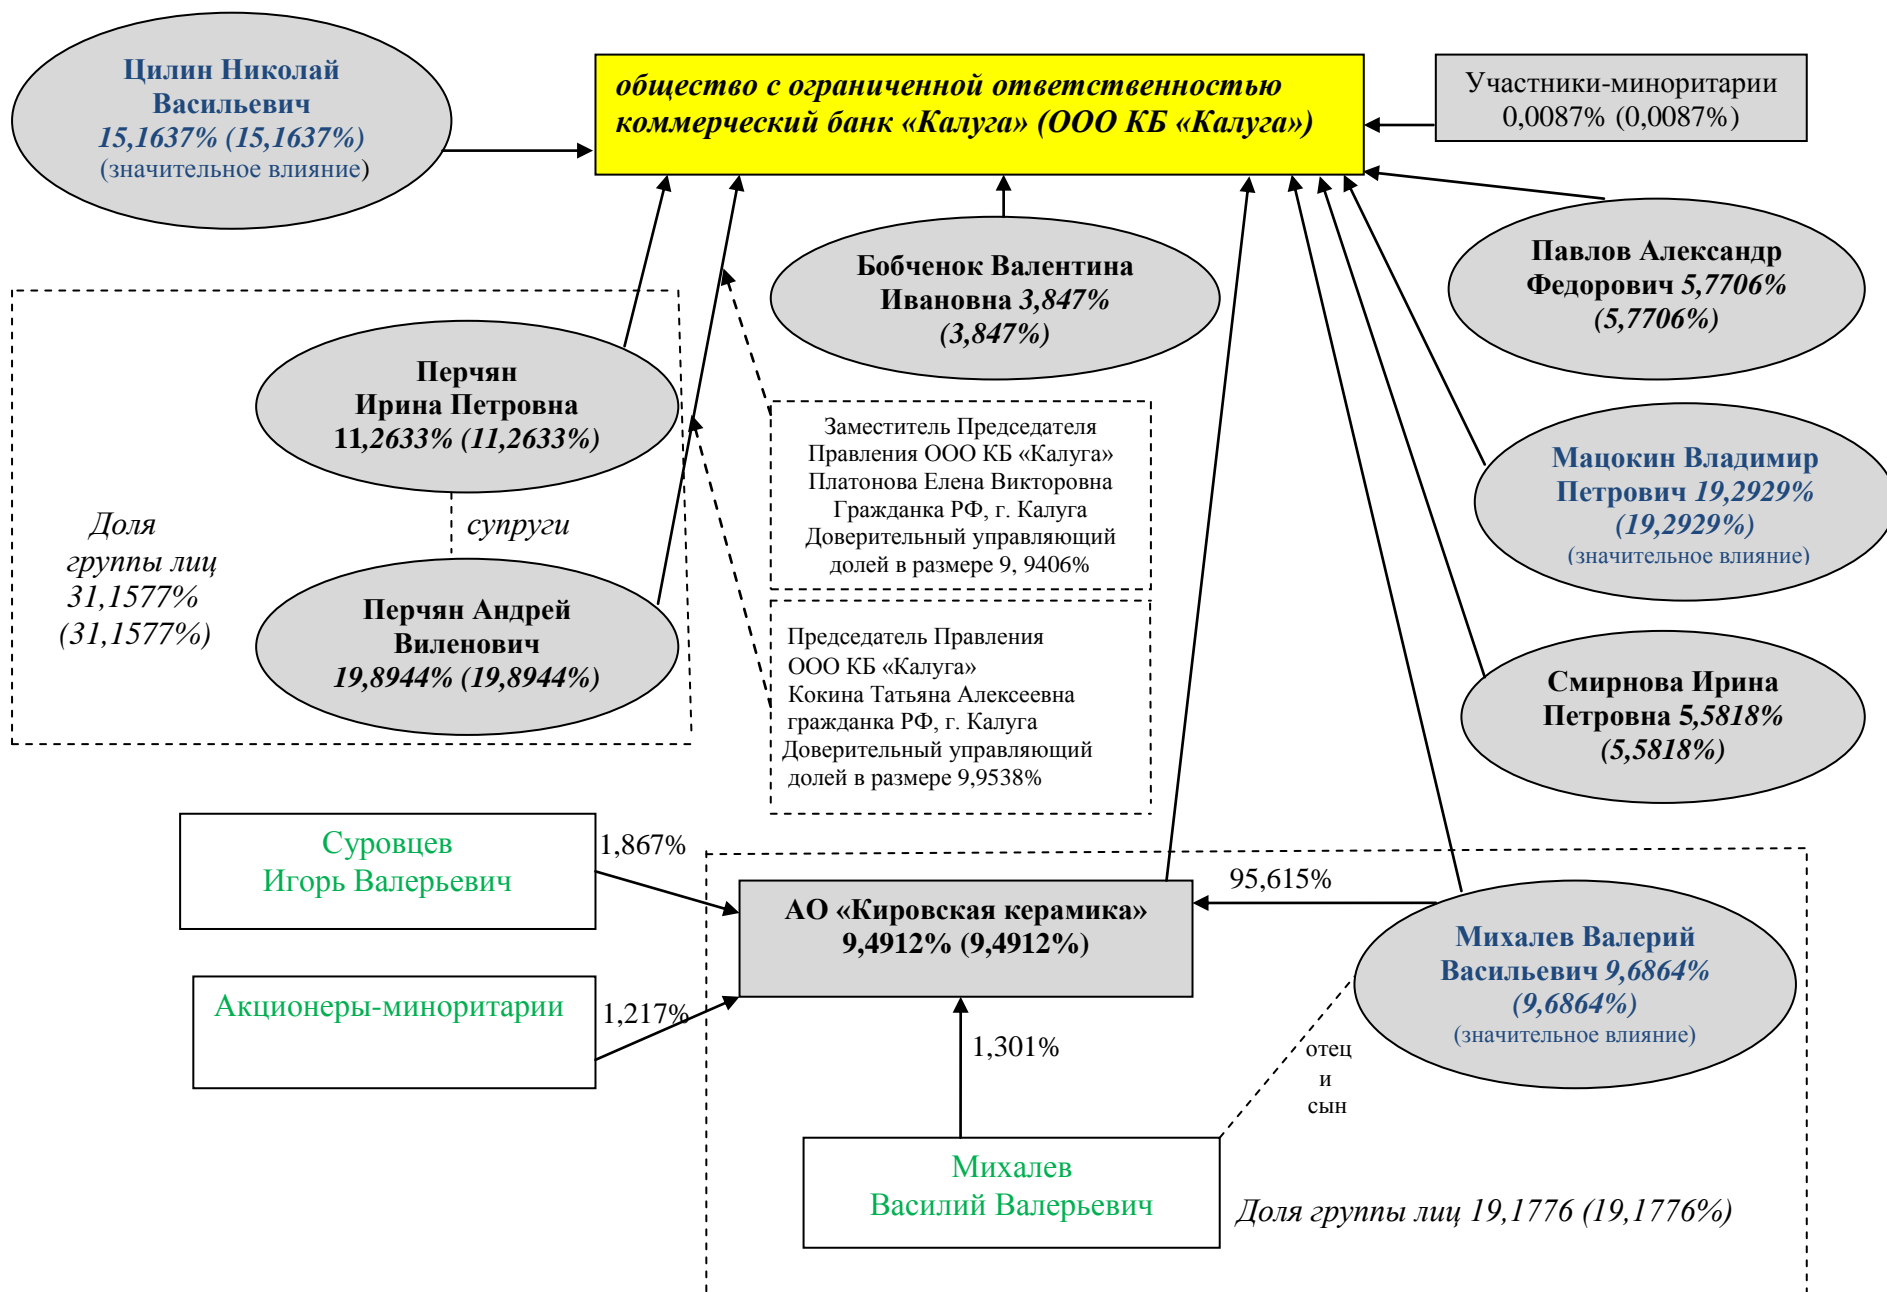 Цилин Николай
Васильевич
15,1637% (15,1637%)
(значительное влияние)
общество с ограниченной ответственностью
коммерческий банк «Калуга» (ООО КБ «Калуга»)
Участники-миноритарии
0,0087% (0,0087%)
Бобченок Валентина
Ивановна 3,847%
(3,847%)
Павлов Александр
Федорович 5,7706%
(5,7706%)
Перчян
Ирина Петровна
11,2633% (11,2633%)
супруги
Доля
группы лиц
31,1577%
(31,1577%)
Перчян Андрей
Виленович
19,8944% (19,8944%)
Заместитель Председателя
Правления ООО КБ «Калуга»
Платонова Елена Викторовна
Гражданка РФ, г. Калуга
Доверительный управляющий
долей в размере 9, 9406%
Председатель Правления
ООО КБ «Калуга»
Кокина Татьяна Алексеевна
гражданка РФ, г. Калуга
Доверительный управляющий
долей в размере 9,9538%
Мацокин Владимир
Петрович 19,2929%
(19,2929%)
(значительное влияние)
Смирнова Ирина
Петровна 5,5818%
(5,5818%)
Суровцев
Игорь Валерьевич
1,867%
АО «Кировская керамика»
9,4912% (9,4912%)
95,615%
Михалев Валерий
Васильевич 9,6864%
(9,6864%)
(значительное влияние)
Акционеры-миноритарии
1,217%
1,301%
отец
и
сын
Михалев
Василий Валерьевич
Доля группы лиц 19,1776 (19,1776%)